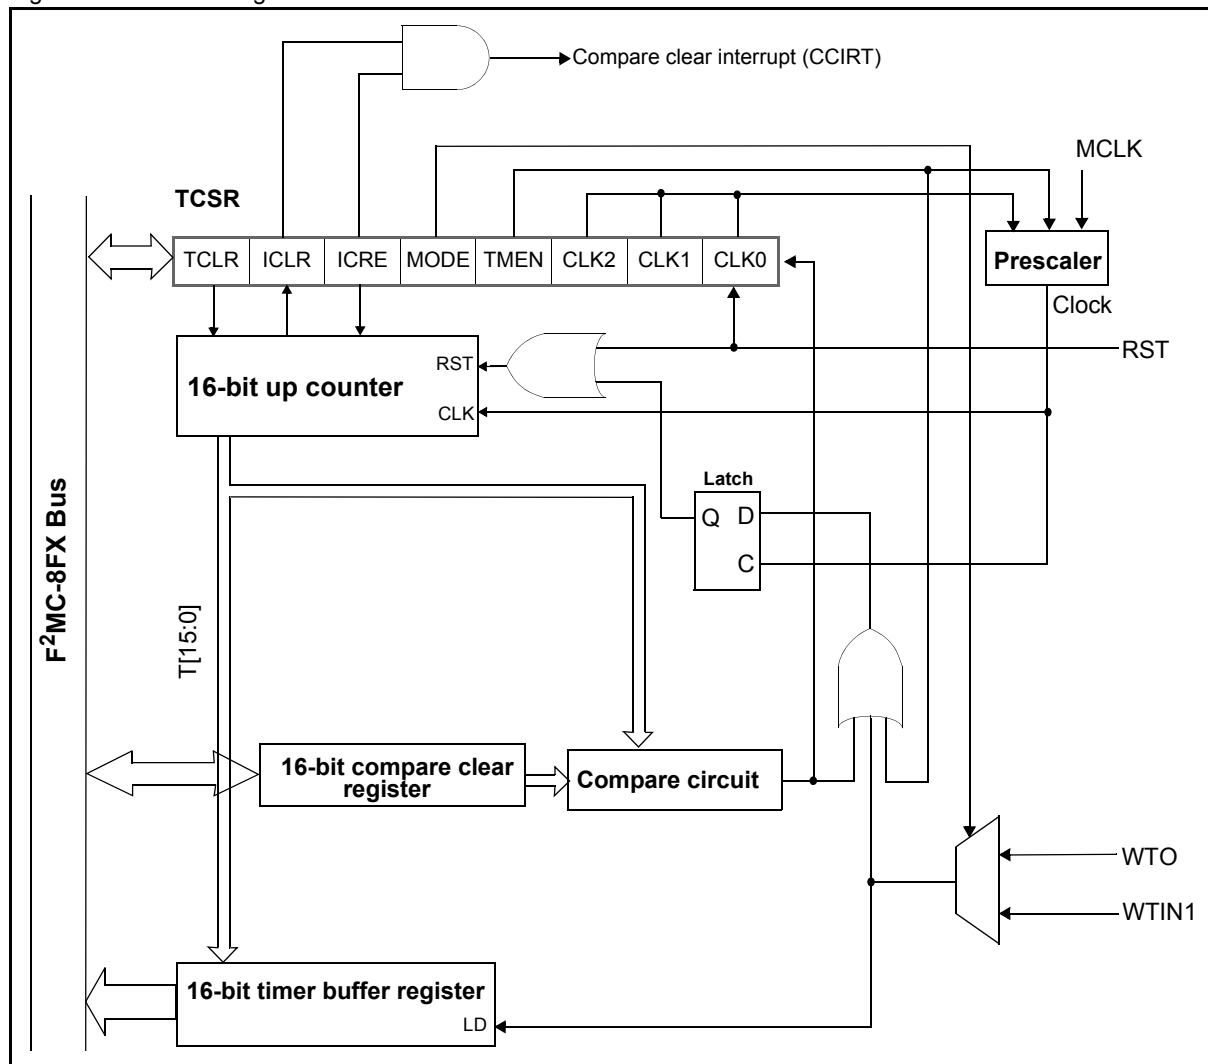 Compare clear interrupt (CCIRT)
MCLK
TCSR
TCLR ICLR ICRE MODE TMEN CLK2 CLK1 CLK0
Prescaler
Clock
RST
RST
16-bit up counter
CLK
Latch
Q D
C
F2MC-8FX Bus
T[15:0]
16-bit compare clear
register
Compare circuit
WTO
WTIN1
16-bit timer buffer register
LD